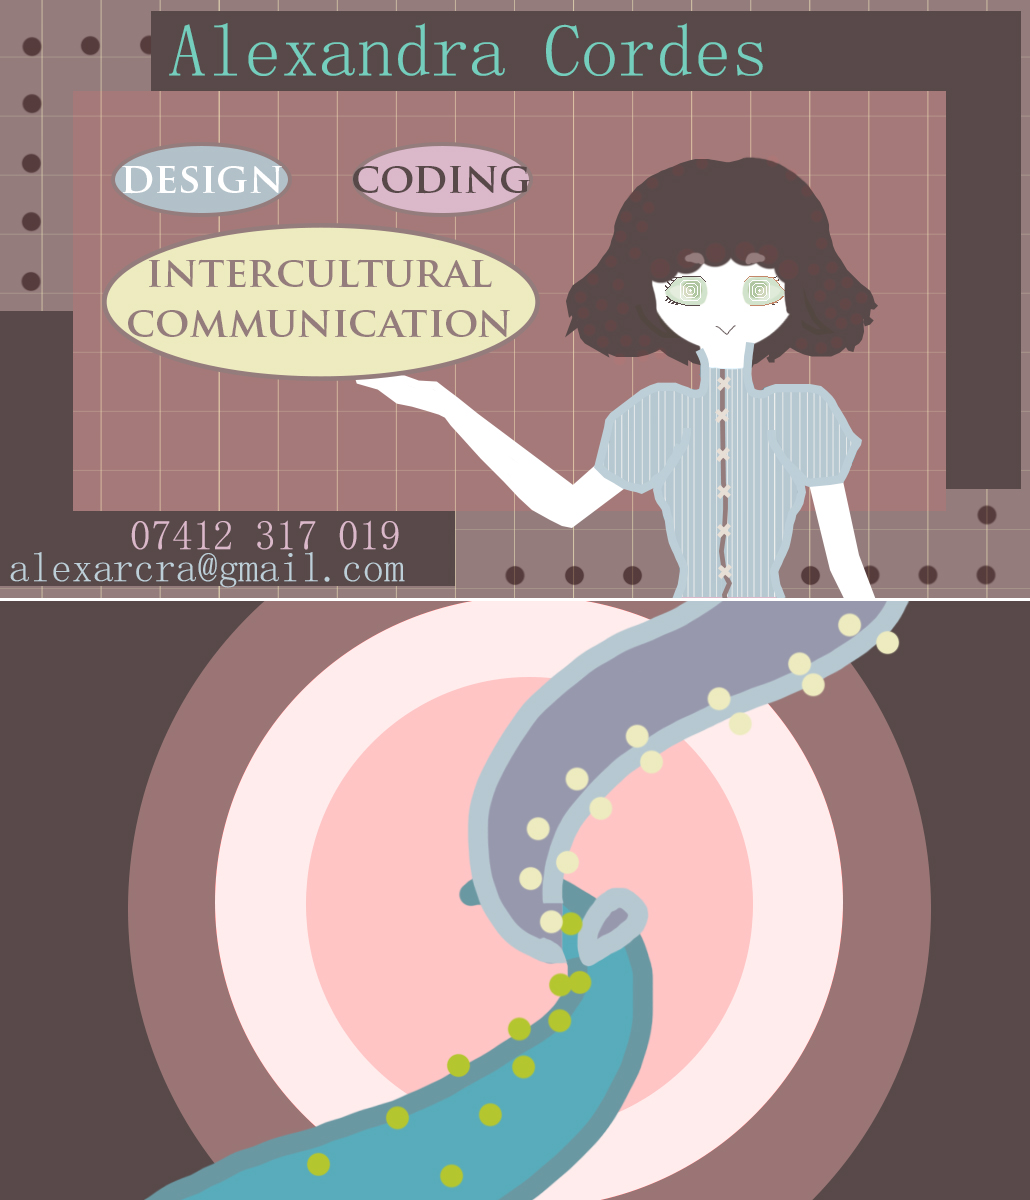 Alexandra Cordes
DESIGN
CODING
INTERCULTURAL
COMMUNICATION
07412 317 019
alexarcra@gmail.com